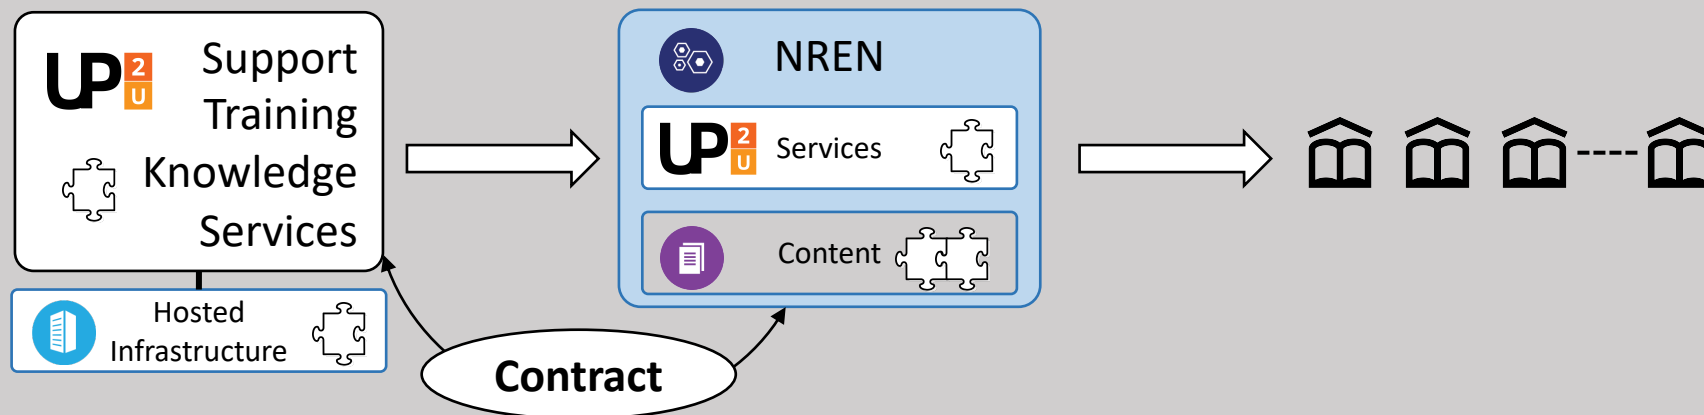 UP2U
Support
Training
Knowledge
Services
Hosted
Infrastructure
NREN
UP2U Services
Content
Contract